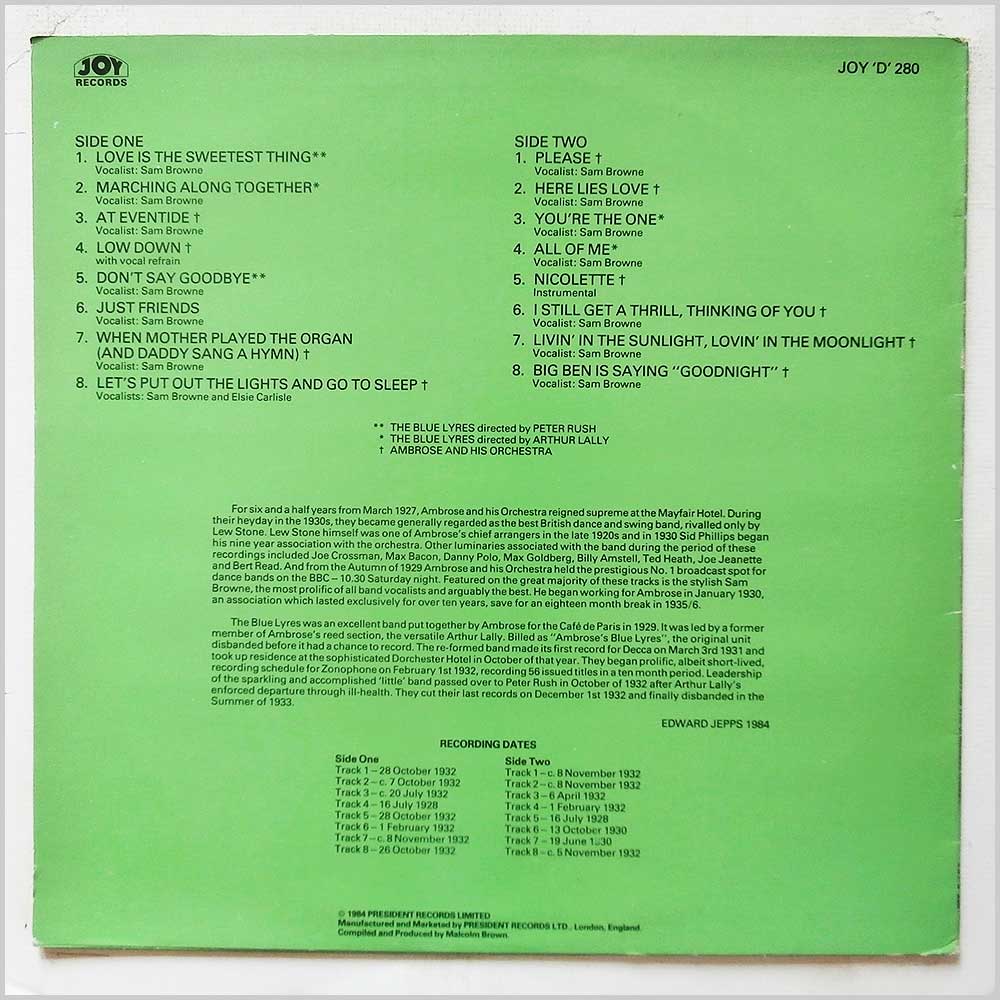 JOY
RECORDS
JOY 'D' 280
SIDE ONE
1. LOVE IS THE SWEETEST THING**
Vocalist: Sam Browne
2. MARCHING ALONG TOGETHER*
Vocalist: Sam Browne
3. AT EVENTIDE †
Vocalist: Sam Browne
4. LOW DOWN †
with vocal refrain
5. DON'T SAY GOODBYE**
Vocalist: Sam Browne
6. JUST FRIENDS
Vocalist: Sam Browne
7. WHEN MOTHER PLAYED THE ORGAN
(AND DADDY SANG A HYMN) †
Vocalist: Sam Browne
8. LET'S PUT OUT THE LIGHTS AND GO TO SLEEP †
Vocalists: Sam Browne and Elsie Carlisle
SIDE TWO
1. PLEASE †
Vocalist: Sam Browne
2. HERE LIES LOVE †
Vocalist: Sam Browne
3. YOU'RE THE ONE*
Vocalist: Sam Browne
4. ALL OF ME*
Vocalist: Sam Browne
5. NICOLETTE †
Instrumental
6. I STILL GET A THRILL, THINKING OF YOU †
Vocalist: Sam Browne
7. LIVIN' IN THE SUNLIGHT, LOVIN' IN THE MOONLIGHT †
Vocalist: Sam Browne
8. BIG BEN IS SAYING "GOODNIGHT" †
Vocalist: Sam Browne
** THE BLUE LYRES directed by PETER RUSH
* THE BLUE LYRES directed by ARTHUR LALLY
† AMBROSE AND HIS ORCHESTRA
For six and a half years from March 1927, Ambrose and his Orchestra reigned supreme at the Mayfair Hotel. During
their heyday in the 1930s, they became generally regarded as the best British dance and swing band, rivalled only by
Lew Stone. Lew Stone himself was one of Ambrose's chief arrangers in the late 1920s and in 1930 Sid Phillips began
his nine year association with the orchestra. Other luminaries associated with the band during the period of these
recordings included Joe Crossman, Max Bacon, Danny Polo, Max Goldberg, Billy Amstell, Ted Heath, Joe Jeanette
and Bert Read. And from the Autumn of 1929 Ambrose and his Orchestra held the prestigious No. 1 broadcast spot for
dance bands on the BBC – 10.30 Saturday night. Featured on the great majority of these tracks is the stylish Sam
Browne, the most prolific of all band vocalists and arguably the best. He began working for Ambrose in January 1930,
an association which lasted exclusively for over ten years, save for an eighteen month break in 1935/6.
The Blue Lyres was an excellent band put together by Ambrose for the Café de Paris in 1929. It was led by a former
member of Ambrose's reed section, the versatile Arthur Lally. Billed as "Ambrose's Blue Lyres", the original unit
disbanded before it had a chance to record. The re-formed band made its first record for Decca on March 3rd 1931 and
took up residence at the sophisticated Dorchester Hotel in October of that year. They began prolific, albeit short-lived,
recording schedule for Zonophone on February 1st 1932, recording 56 issued titles in a ten month period. Leadership
of the sparkling and accomplished 'little' band passed over to Peter Rush in October of 1932 after Arthur Lally's
enforced departure through ill-health. They cut their last records on December 1st 1932 and finally disbanded in the
Summer of 1933.
EDWARD JEPPS 1984
RECORDING DATES
Side One
Track 1 – 28 October 1932
Track 2 – c. 7 October 1932
Track 3 – c. 20 July 1932
Track 4 – 16 July 1928
Track 5 – 28 October 1932
Track 6 – 1 February 1932
Track 7 – c. 8 November 1932
Track 8 – 26 October 1932
Side Two
Track 1 – c. 8 November 1932
Track 2 – c. 8 November 1932
Track 3 – 6 April 1932
Track 4 – 1 February 1932
Track 5 – 16 July 1928
Track 6 – 13 October 1930
Track 7 – 19 June
Track 8 – c. 5 November 1932
© 1984 PRESIDENT RECORDS LIMITED
Manufactured and Marketed by PRESIDENT RECORDS LTD., London, England.
Compiled and Produced by Malcolm Brown.